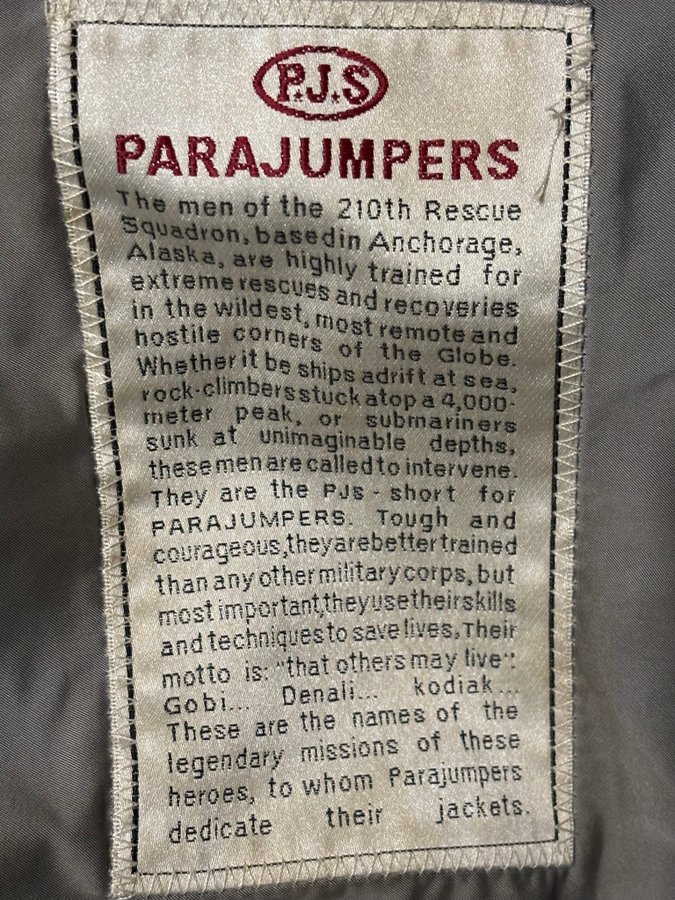 P.J.S
PARAJUMPERS
The men of the 210th Rescue
Squadron, based in Anchorage,
Alaska, are highly trained for
extreme rescues and recoveries
in the wildest, most remote and
hostile corners of the Globe.
Whether it be ships adrift at sea,
rock-climbers stuck atop a 4,000-
meter peak, or submariners
sunk at unimaginable depths,
these men are called to intervene.
They are the PJs - short for
PARAJUMPERS. Tough and
courageous, they are better trained
than any other military corps, but
most important, they use their skills
and techniques to save lives. Their
motto is: "that others may live":
Gobi... Denali... Kodiak...
These are the names of the
legendary missions of these
heroes, to whom Parajumpers
dedicate their jackets.